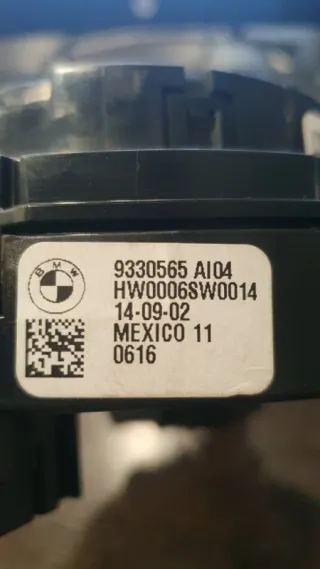 BMW
9330565 AI04
HW0006SW0014
14-09-02
MEXICO 11
0616